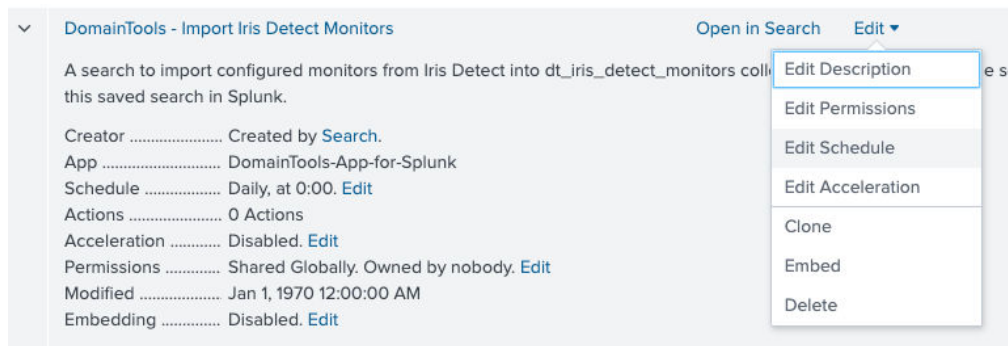 DomainTools - Import Iris Detect Monitors Open in Search Edit
A search to import configured monitors from Iris Detect into dt_iris_detect_monitors
this saved search in Splunk.
Creator ...................... Created by Search.
App ............................ DomainTools-App-for-Splunk
Schedule .................. Daily, at 0:00. Edit
Actions ...................... 0 Actions
Acceleration ............ Disabled. Edit
Permissions ............. Shared Globally. Owned by nobody. Edit
Modified ................... Jan 1, 1970 12:00:00 AM
Embedding .............. Disabled. Edit
Edit Description
Edit Permissions
Edit Schedule
Edit Acceleration
Clone
Embed
Delete